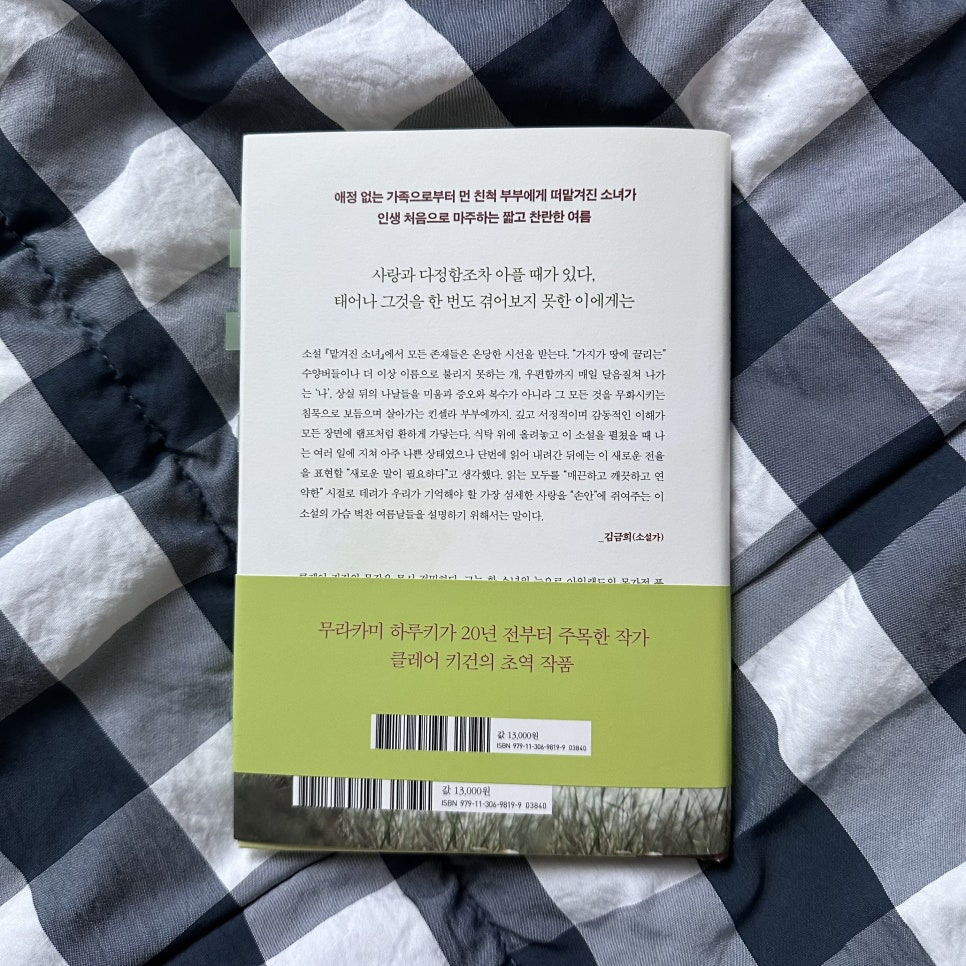 애정 없는 가족으로부터 먼 친척 부부에게 떠맡겨진 소녀가
인생 처음으로 마주하는 짧고 찬란한 여름
사랑과 다정함조차 아플 때가 있다,
태어나 그것을 한 번도 겪어보지 못한 이에게는
소설 『맡겨진 소녀』에서 모든 존재들은 온당한 시선을 받는다. “가지가 땅에 끌리는”
수양버들이나 더 이상 이름으로 불리지 못하는 개, 우편함까지 매일 달음질쳐 나가
는 ‘나’, 상실 뒤의 나날들을 미움과 증오와 복수가 아니라 그 모든 것을 무화시키는
침묵으로 보듬으며 살아가는 킨셀라 부부에까지. 깊고 서정적이며 감동적인 이해가
모든 장면에 램프처럼 환하게 가닿는다. 식탁 위에 올려놓고 이 소설을 펼쳤을 때 나
는 여러 일에 지쳐 아주 나쁜 상태였으나 단번에 읽어 내려간 뒤에는 이 새로운 전율
을 표현할 “새로운 말이 필요하다”고 생각했다. 읽는 모두를 “매끈하고 깨끗하고 연
약한” 시절로 데려가 우리가 기억해야 할 가장 섬세한 사랑을 “손안”에 쥐여주는 이
소설의 가슴 벅찬 여름날들을 설명하기 위해서는 말이다.
_김금희(소설가)
무라카미 하루키가 20년 전부터 주목한 작가
클레어 키건의 초역 작품
값 13,000원
ISBN 979-11-306-9819-9 03840
값 13,000원
ISBN 979-11-306-9819-9 03840